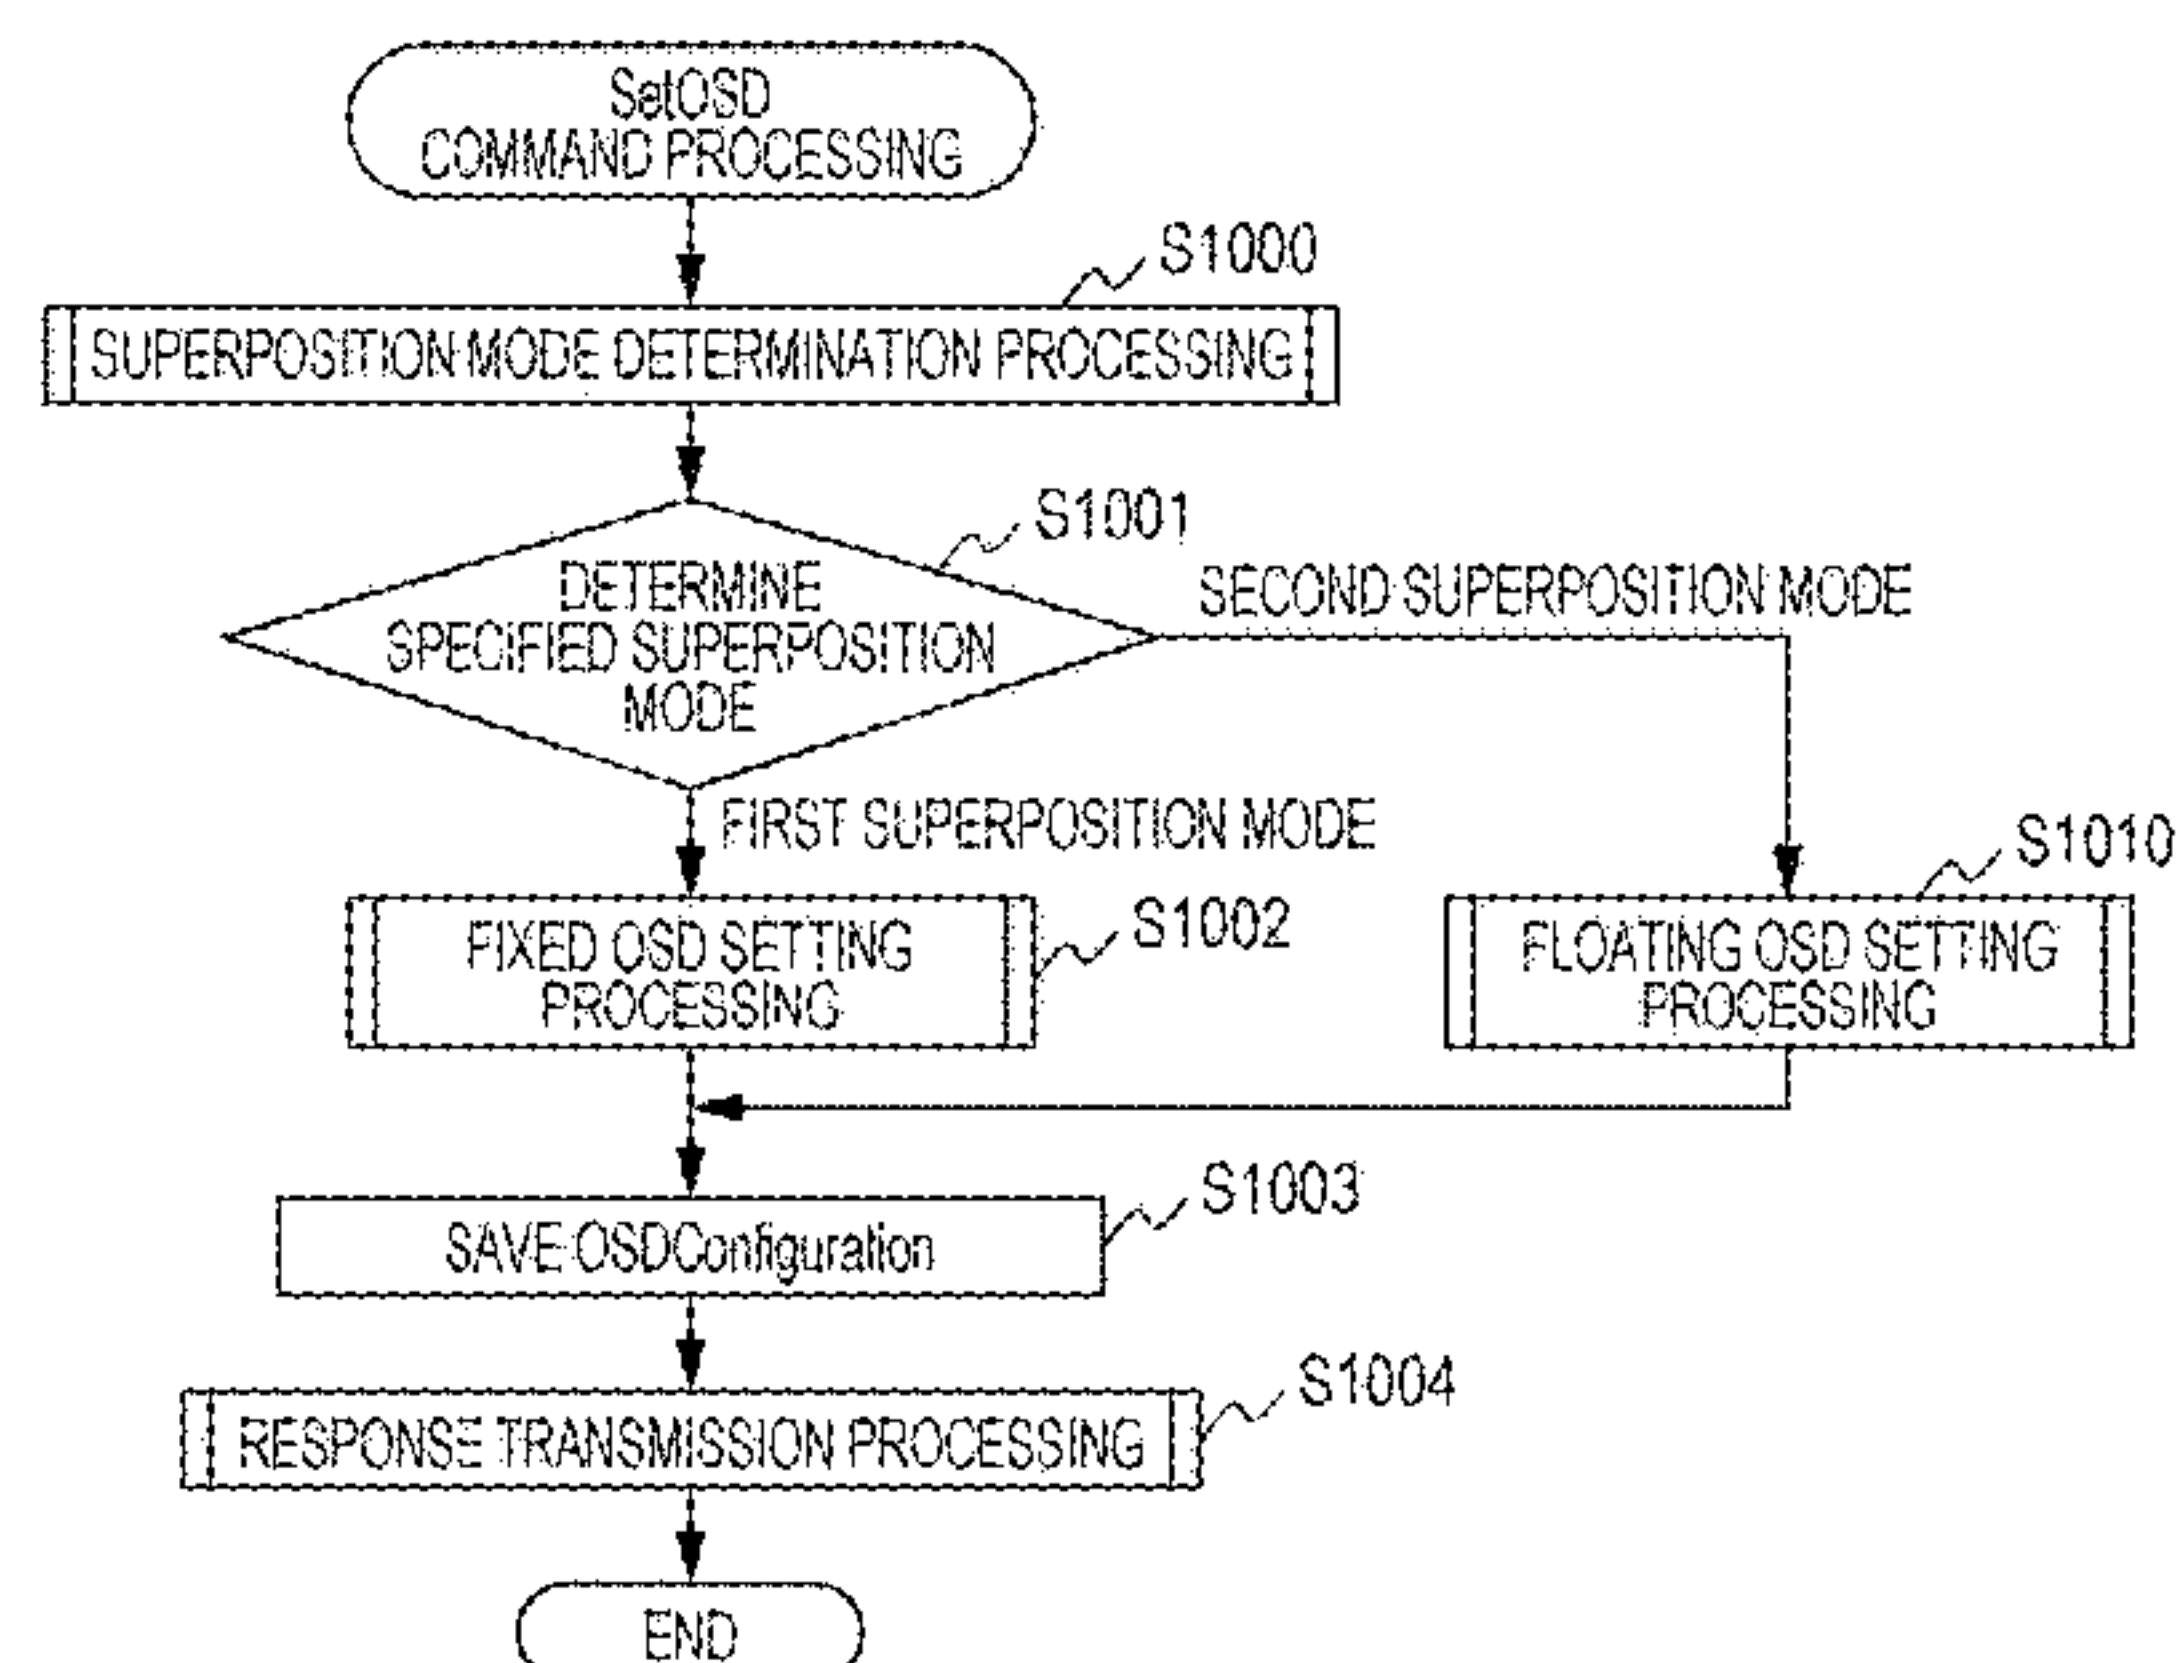 SetOSD
COMMAND PROCESSING
S1000
SUPERPOSITION MODE DETERMINATION PROCESSING
S1001
DETERMINE
SPECIFIED SUPERPOSITION
MODE
SECOND SUPERPOSITION MODE
FIRST SUPERPOSITION MODE
S1010
S1002
FIXED OSD SETTING
PROCESSING
FLOATING OSD SETTING
PROCESSING
S1003
SAVE OSDConfiguration
S1004
RESPONSE TRANSMISSION PROCESSING
END